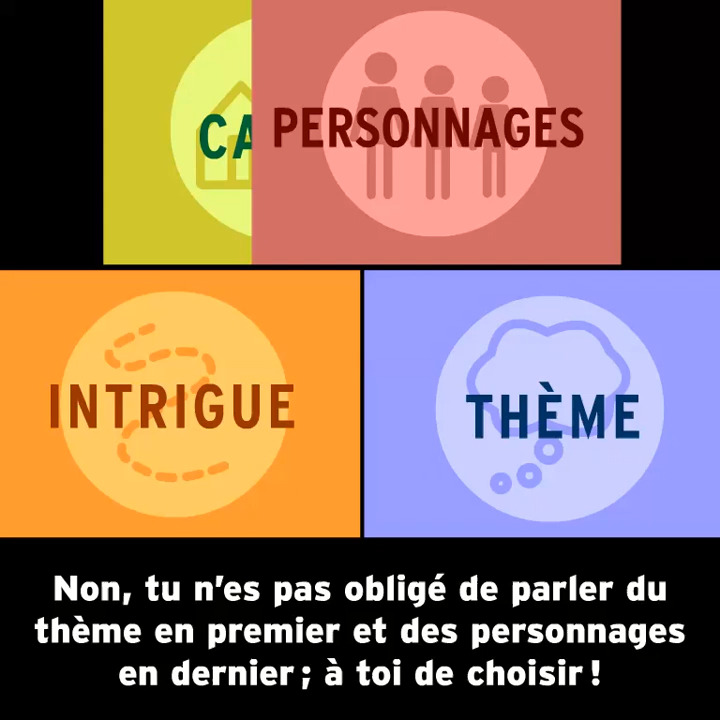 CA
PERSONNAGES
INTRIGUE
THÈME
Non, tu n'es pas obligé de parler du
thème en premier et des personnages
en dernier ; à toi de choisir !